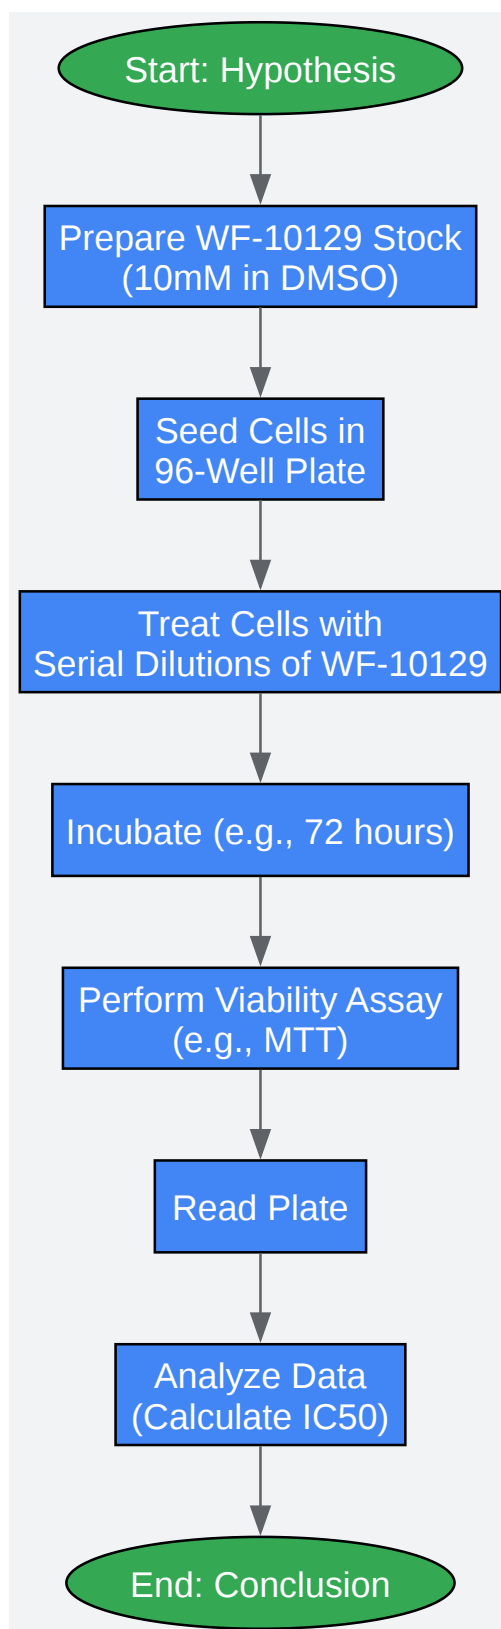 Start: Hypothesis
Prepare WF-10129 Stock
(10mM in DMSO)
Seed Cells in
96-Well Plate
Treat Cells with
Serial Dilutions of WF-10129
Incubate (e.g., 72 hours)
Perform Viability Assay
(e.g., MTT)
Read Plate
Analyze Data
(Calculate IC50)
End: Conclusion